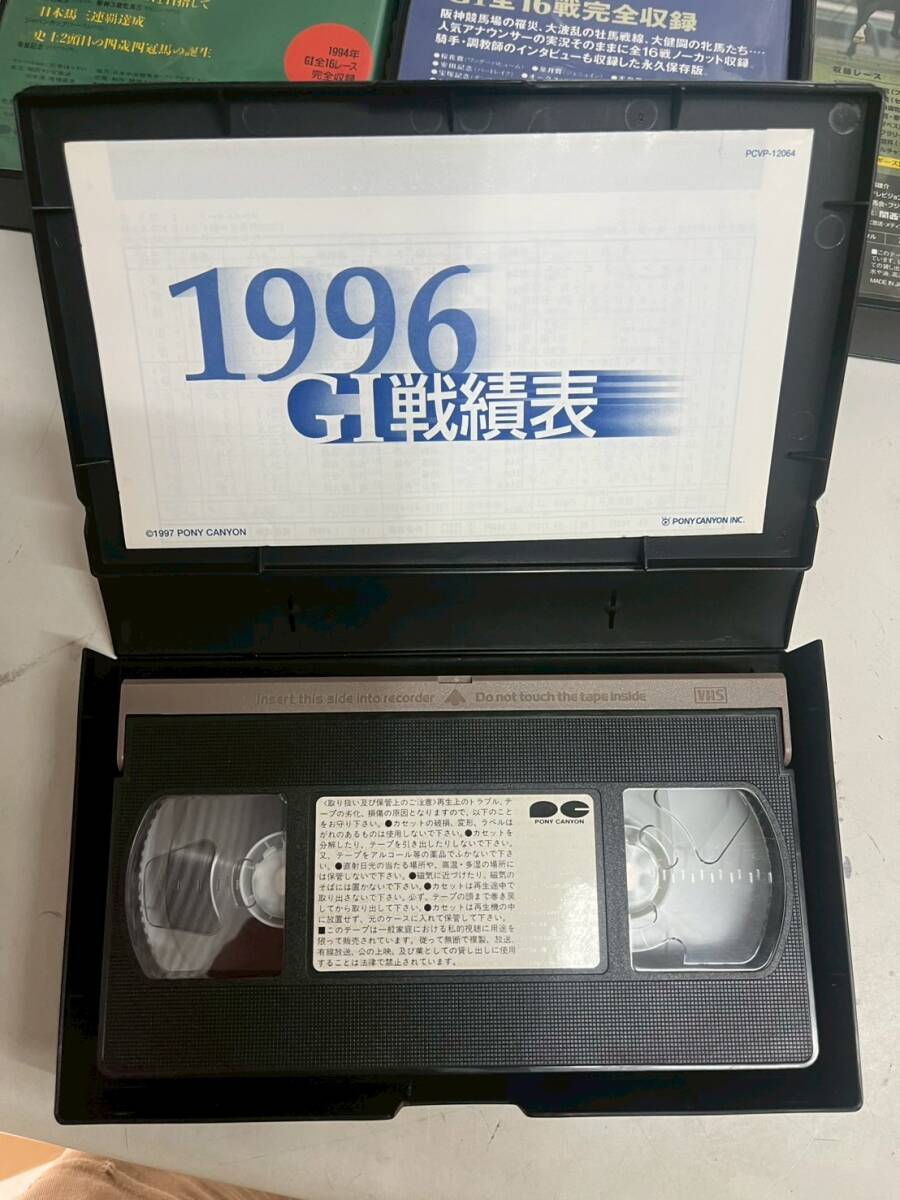 日本馬三連覇達成
史上2頭目の四歳四冠馬の誕生
1994年
GI全16レース
完全収録
GI全16戦完全収録
阪神競馬場の罹災、大波乱の牡馬戦線、大健闘の牝馬たち‥‥
人気アナウンサーの実況そのままに全16戦ノーカット収録。
騎手・調教師のインタビューも収録した永久保存版。
収録レース
MADE IN JA
PCVP-12064
1996
GI戦績表
©1997 PONY CANYON
PONY CANYON INC.
Insert this side into recorder
Do not touch the tape inside
VHS
〈取り扱い及び保管上のご注意〉再生上のトラブル、テ
ープの劣化、損傷の原因となりますので、以下のこと
をお守り下さい。●カセットの破損、変形、ラベルは
がれのあるものは使用しないで下さい。●カセットを
分解したり、テープを引き出したりしないで下さい。
又、テープをアルコール等の薬品でふかないで下さ
い。●直射日光の当たる場所や、高温・多湿の場所に
は保管しないで下さい。●磁気に近づけたり、磁気の
そばには置かないで下さい。●カセットは再生途中で
取り出さないで下さい。必ず、テープの頭まで巻き戻
してから取り出して下さい。●カセットは再生機の中
に放置せず、元のケースに入れて保管して下さい。
■このテープは一般家庭における私的視聴に用途を
限って販売されています。従って無断で複製、放送、
有線放送、公の上映、及び業としての貸し出しに使用
することは法律で禁止されています。
PONY CANYON